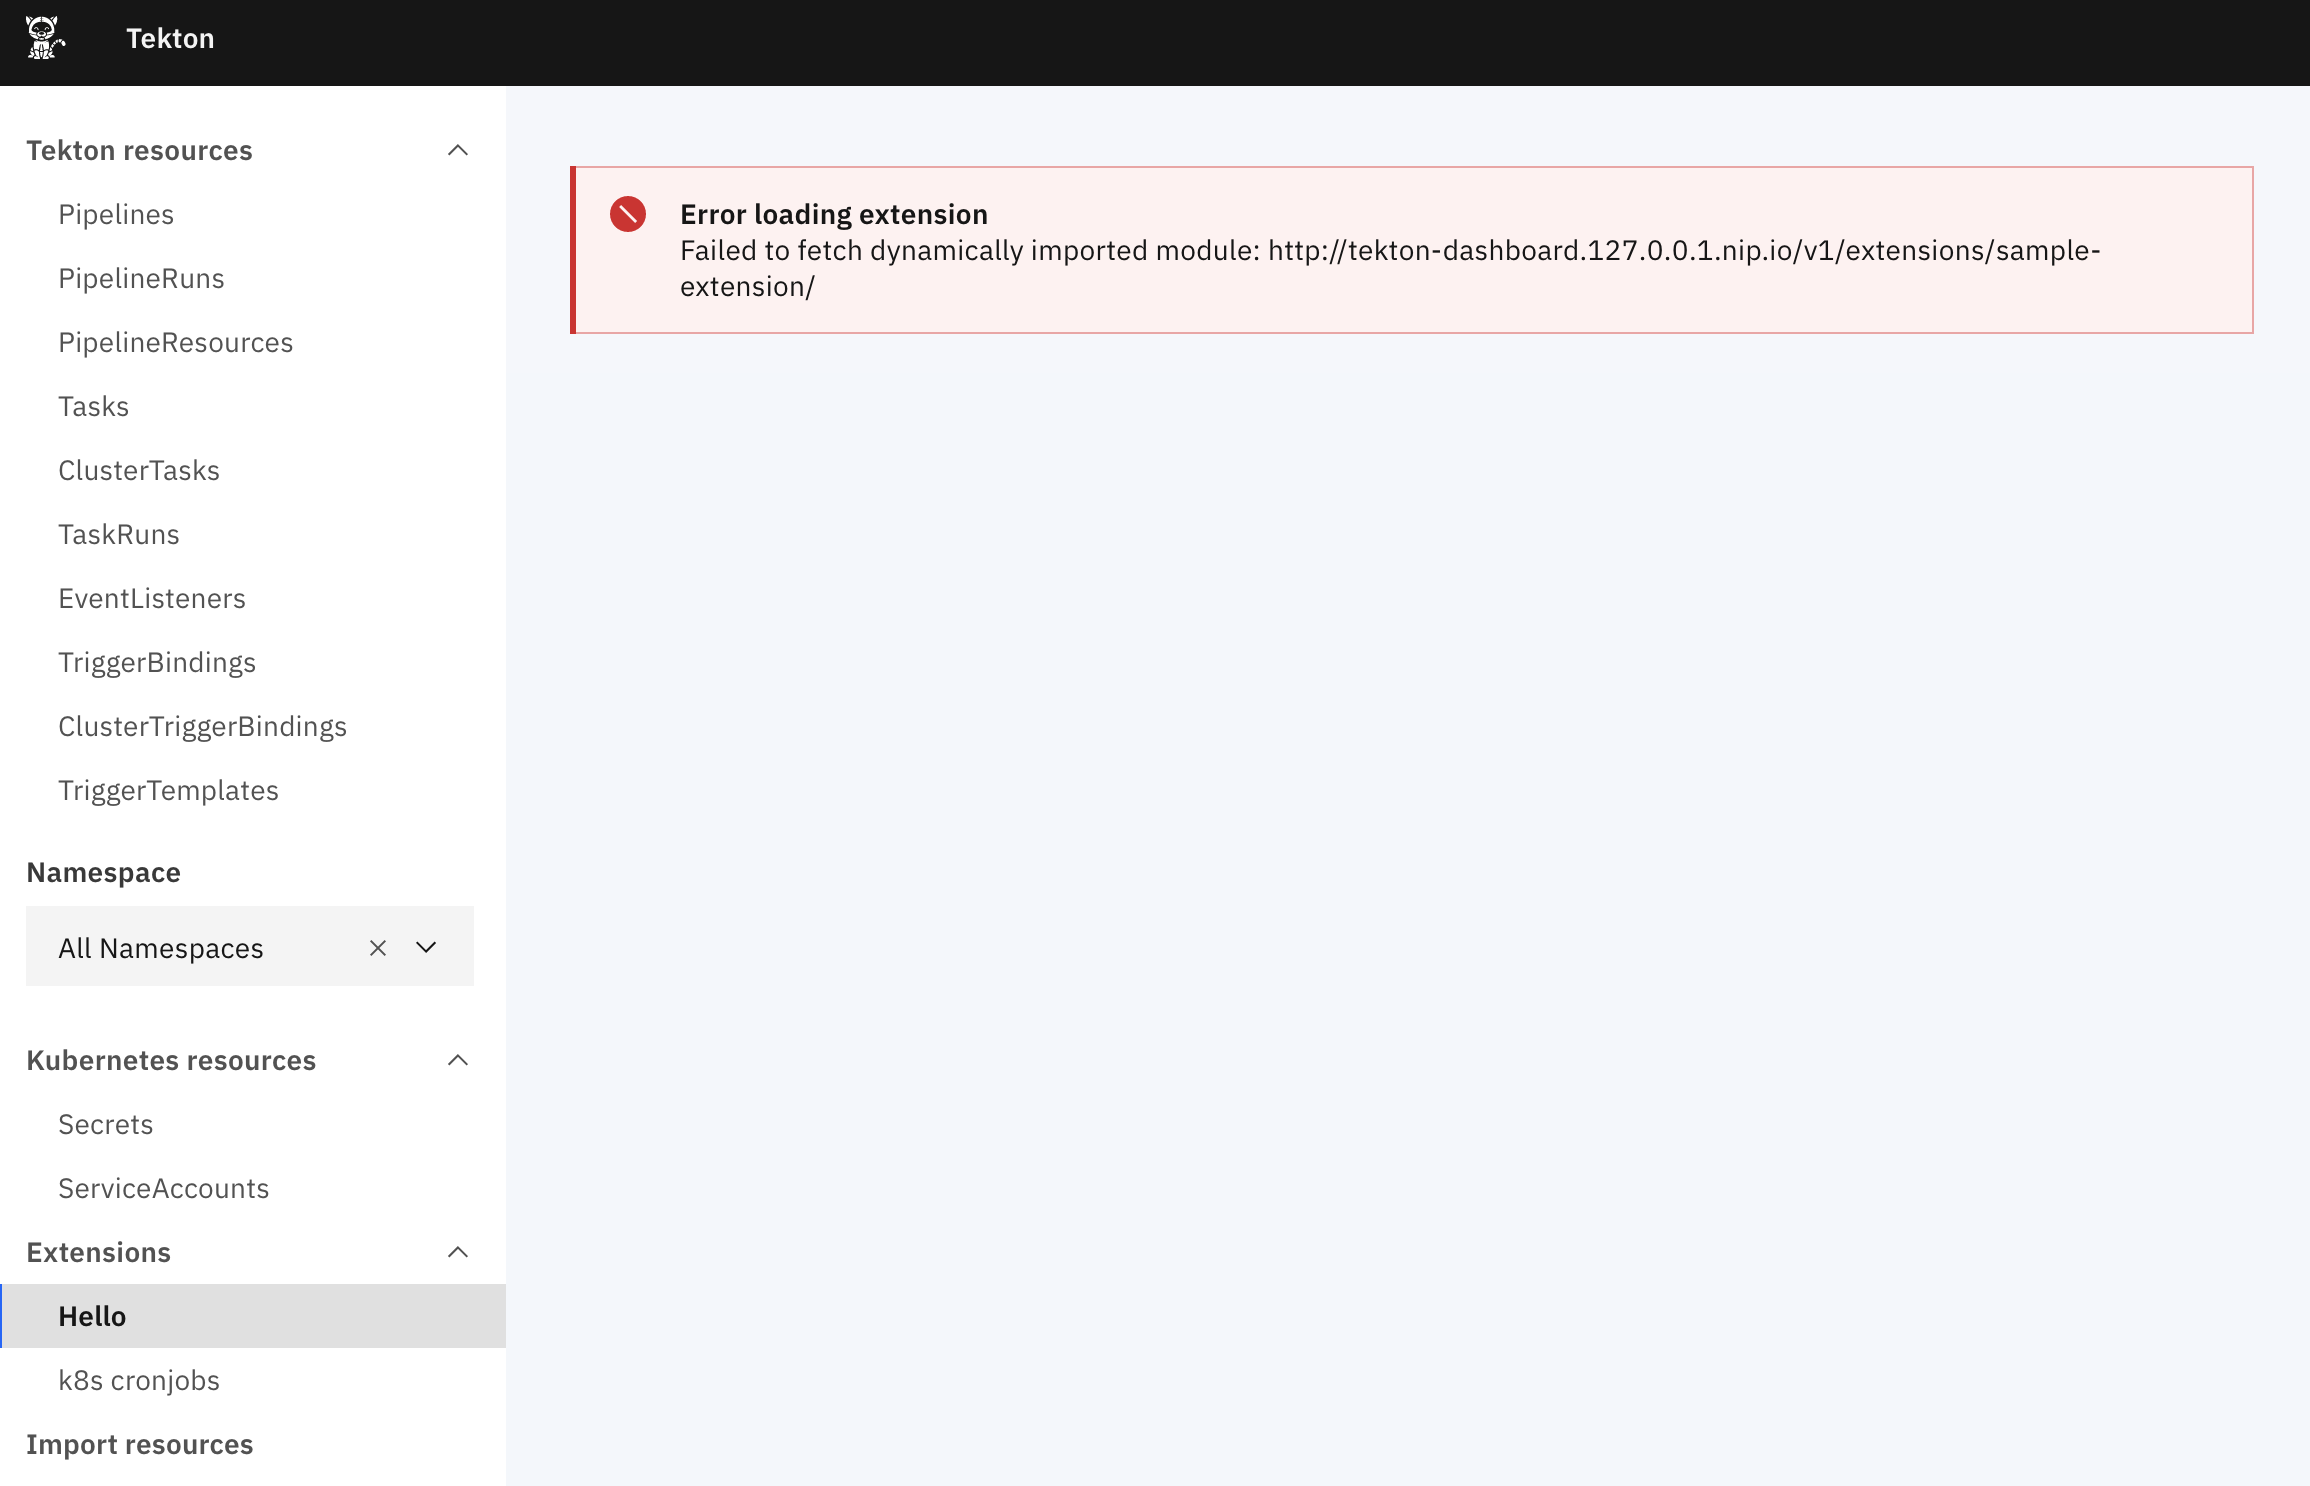 Tekton
Tekton resources
Pipelines
PipelineRuns
PipelineResources
Tasks
ClusterTasks
TaskRuns
EventListeners
TriggerBindings
ClusterTriggerBindings
TriggerTemplates
Namespace
All Namespaces
Kubernetes resources
Secrets
ServiceAccounts
Extensions
Hello
k8s cronjobs
Import resources
Error loading extension
Failed to fetch dynamically imported module: http://tekton-dashboard.127.0.0.1.nip.io/v1/extensions/sample-
extension/